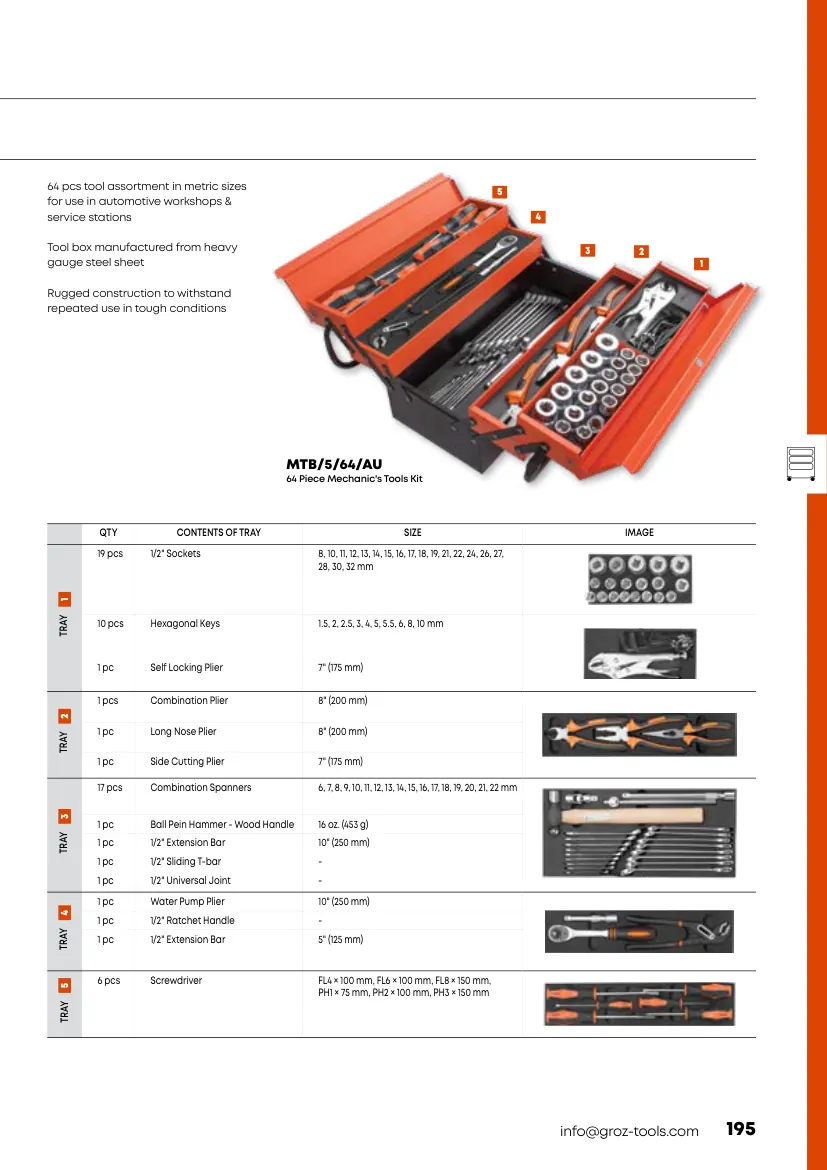 64 pcs tool assortment in metric sizes
for use in automotive workshops &
service stations
Tool box manufactured from heavy
gauge steel sheet
Rugged construction to withstand
repeated use in tough conditions
5
4
3
2
1
MTB/5/64/AU
64 Piece Mechanic's Tools Kit
QTY CONTENTS OF TRAY SIZE IMAGE
TRAY 1
19 pcs 1/2" Sockets 8, 10, 11, 12, 13, 14, 15, 16, 17, 18, 19, 21, 22, 24, 26, 27,
28, 30, 32 mm
10 pcs Hexagonal Keys 1.5, 2, 2.5, 3, 4, 5, 5.5, 6, 8, 10 mm
1 pc Self Locking Plier 7" (175 mm)
TRAY 2
1 pcs Combination Plier 8" (200 mm)
1 pc Long Nose Plier 8" (200 mm)
1 pc Side Cutting Plier 7" (175 mm)
TRAY 3
17 pcs Combination Spanners 6, 7, 8, 9, 10, 11, 12, 13, 14, 15, 16, 17, 18, 19, 20, 21, 22 mm
1 pc Ball Pein Hammer - Wood Handle 16 oz. (453 g)
1 pc 1/2" Extension Bar 10" (250 mm)
1 pc 1/2" Sliding T-bar -
1 pc 1/2" Universal Joint -
TRAY 4
1 pc Water Pump Plier 10" (250 mm)
1 pc 1/2" Ratchet Handle -
1 pc 1/2" Extension Bar 5" (125 mm)
TRAY 5
6 pcs Screwdriver FL4 × 100 mm, FL6 × 100 mm, FL8 × 150 mm,
PH1 × 75 mm, PH2 × 100 mm, PH3 × 150 mm
info@groz-tools.com 195